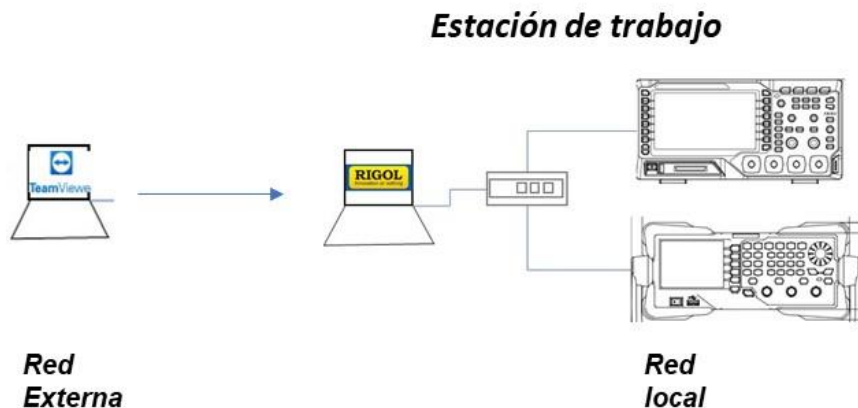 Estación de trabajo
TeamViewe
RIGOL
Red
Externa
Red
local